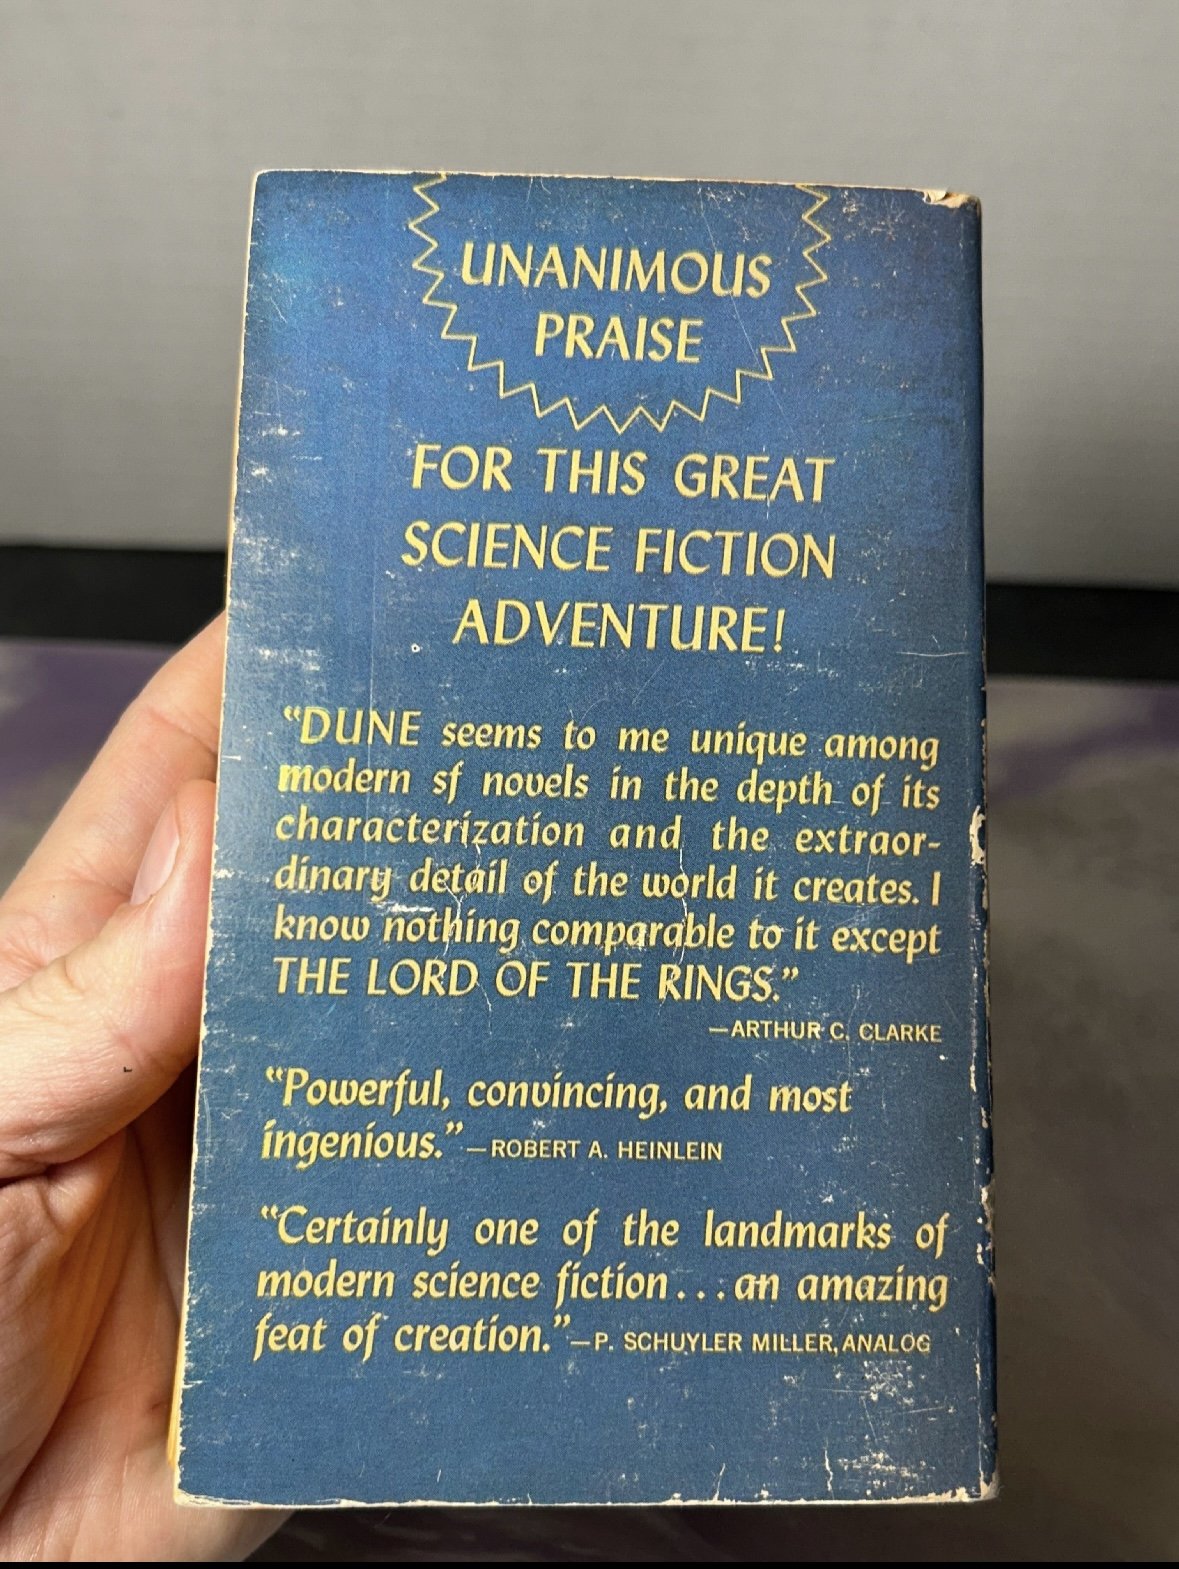 UNANIMOUS
PRAISE
FOR THIS GREAT
SCIENCE FICTION
ADVENTURE!
“DUNE seems to me unique among
modern sf novels in the depth of its
characterization and the extraor-
dinary detail of the world it creates. I
know nothing comparable to it except
THE LORD OF THE RINGS.”
—ARTHUR C. CLARKE
“Powerful, convincing, and most
ingenious.”—ROBERT A. HEINLEIN
“Certainly one of the landmarks of
modern science fiction...an amazing
feat of creation.”—P. SCHUYLER MILLER, ANALOG